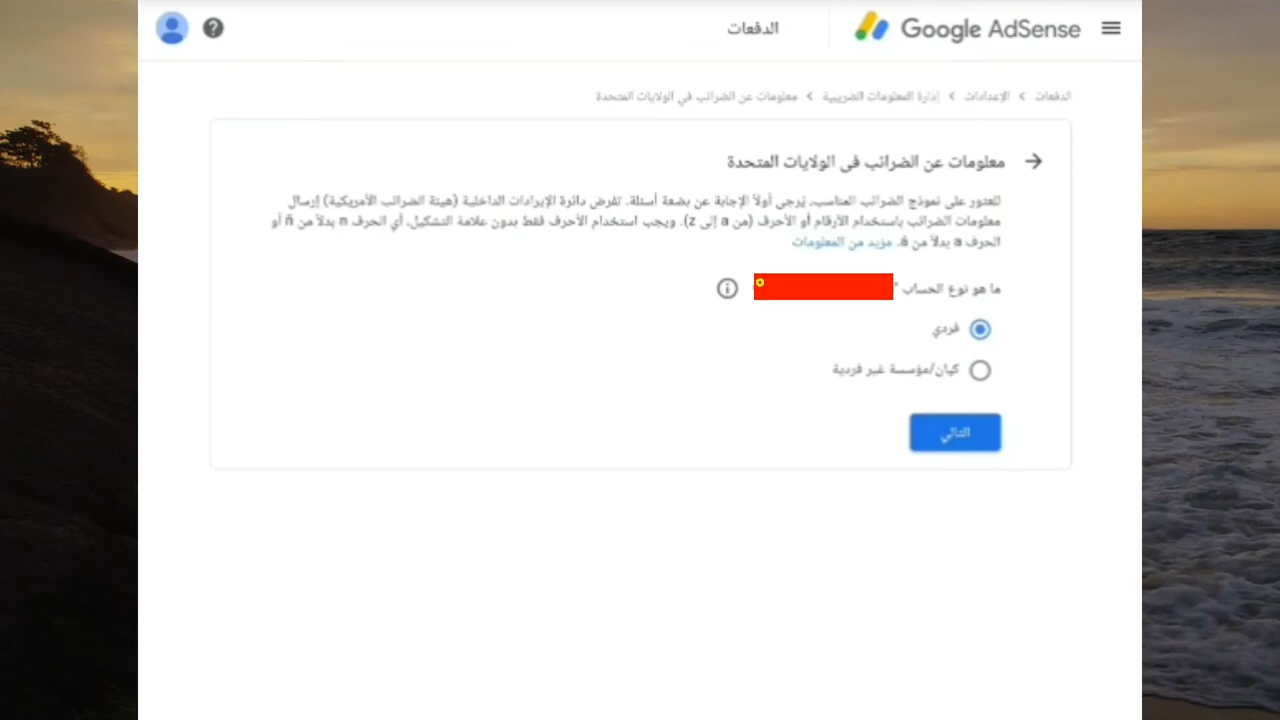 Google AdSense
الدفعات
الدفعات > الإعدادات > إدارة المعلومات الضريبية > معلومات عن الضرائب في الولايات المتحدة
معلومات عن الضرائب في الولايات المتحدة
للعثور على نموذج الضرائب المناسب، يُرجى أولاً الإجابة عن بضعة أسئلة. تفرض دائرة الإيرادات الداخلية (هيئة الضرائب الأمريكية) إرسال
معلومات الضرائب باستخدام الأرقام أو الأحرف (من a إلى z). ويجب استخدام الأحرف فقط بدون علامة التشكيل، أي الحرف n بدلاً من ñ أو
الحرف a بدلاً من á. مزيد من المعلومات
ما هو نوع الحساب "
فردي
كيان/مؤسسة غير فردية
التالي